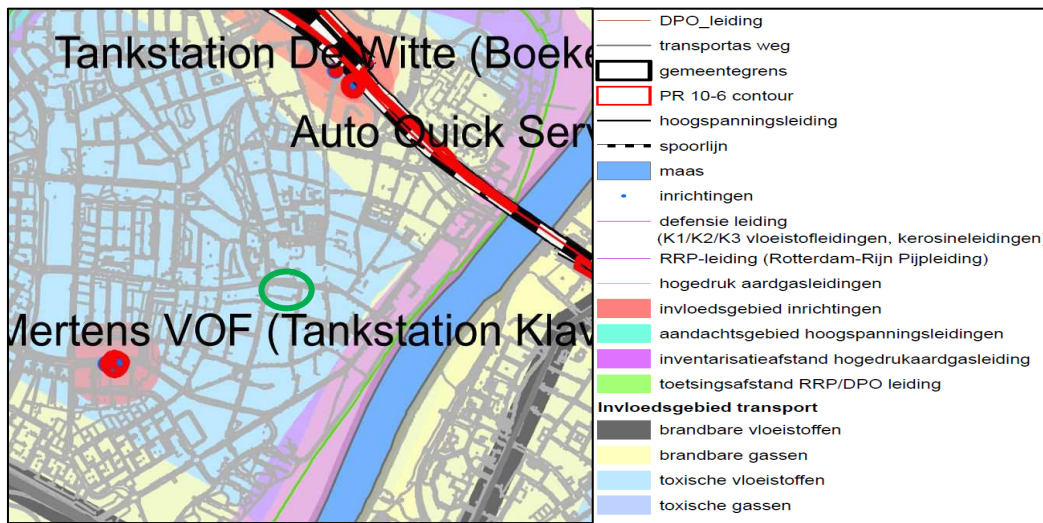 Tankstation De Witte (Boeke
Auto Quick Serv
Mertens VOF (Tankstation Klav
DPO_leiding
transportas weg
gemeentegrens
PR 10-6 contour
hoogspanningsleiding
spoorlijn
maas
inrichtingen
defensie leiding
(K1/K2/K3 vloeistofleidingen, kerosineleidingen)
RRP-leiding (Rotterdam-Rijn Pijpleiding)
hogedruk aardgasleidingen
invloedsgebied inrichtingen
aandachtsgebied hoogspanningsleidingen
inventarisatieafstand hogedrukaardgasleiding
toetsingsafstand RRP/DPO leiding
Invloedsgebied transport
brandbare vloeistoffen
brandbare gassen
toxische vloeistoffen
toxische gassen